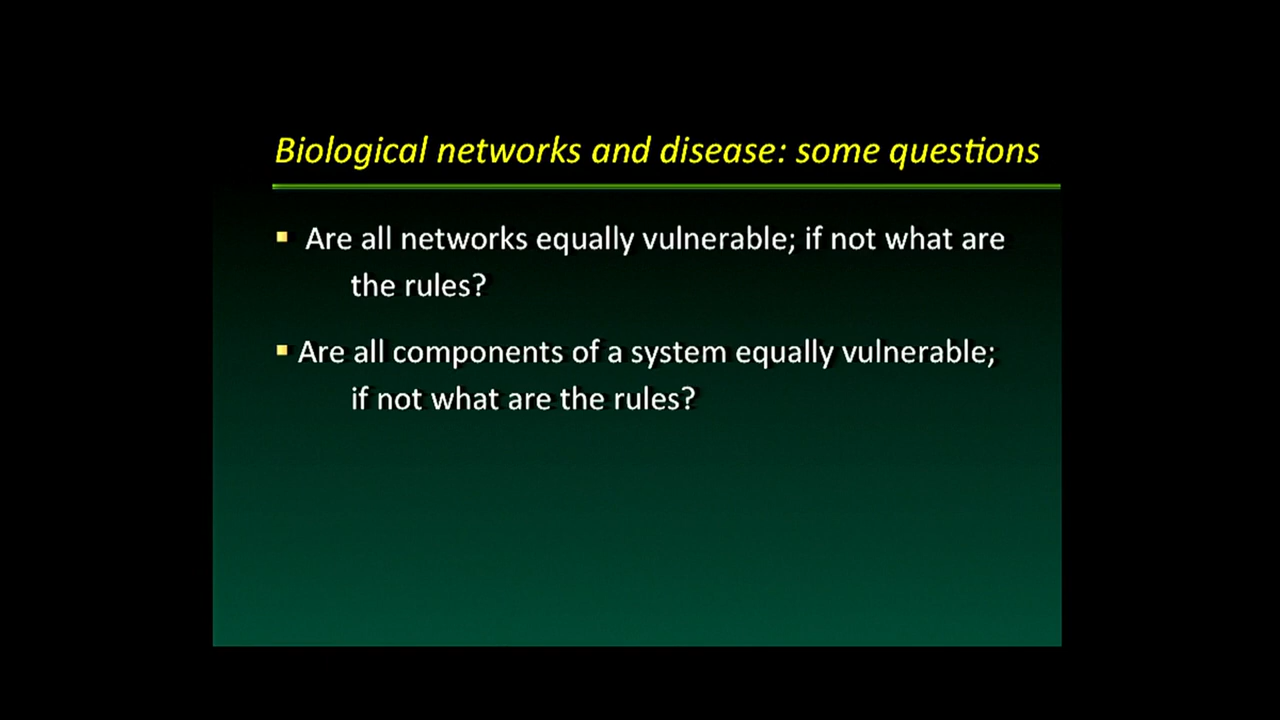 Biological networks and disease: some questions
▪ Are all networks equally vulnerable; if not what are
the rules?
▪ Are all components of a system equally vulnerable;
if not what are the rules?